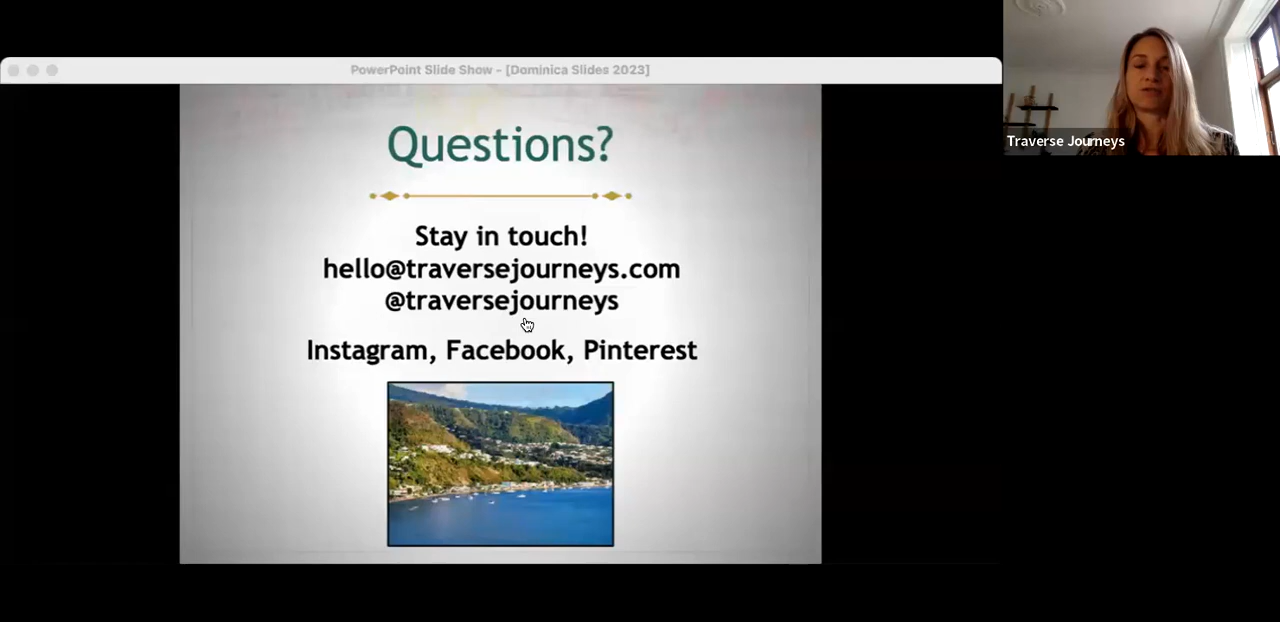 PowerPoint Slide Show - [Dominica Slides 2023]
Questions?
Stay in touch!
hello@traversejourneys.com
@traversejourneys
Instagram, Facebook, Pinterest
Traverse Journeys